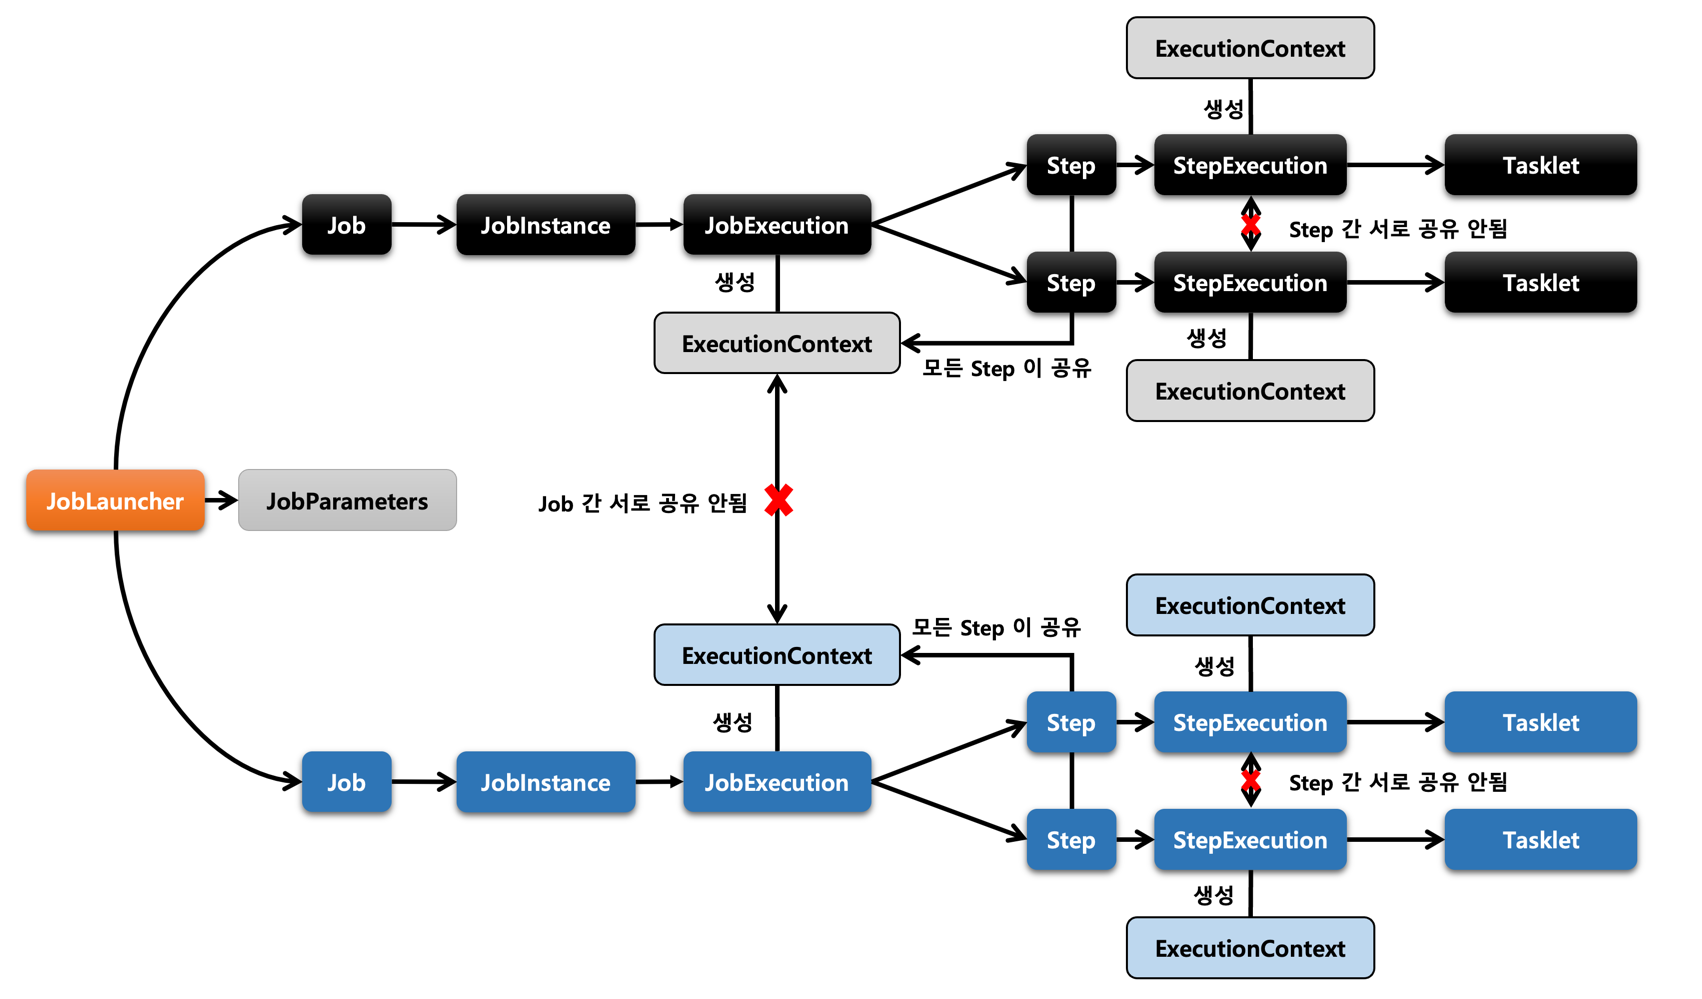 ExecutionContext
생성
Step
StepExecution
Tasklet
Job
JobInstance
JobExecution
Step 간 서로 공유 안됨
생성
Step
StepExecution
Tasklet
ExecutionContext
모든 Step 이 공유
생성
ExecutionContext
JobLauncher
JobParameters
Job 간 서로 공유 안됨
ExecutionContext
모든 Step 이 공유
ExecutionContext
생성
생성
Step
StepExecution
Tasklet
Job
JobInstance
JobExecution
Step 간 서로 공유 안됨
Step
StepExecution
Tasklet
생성
ExecutionContext